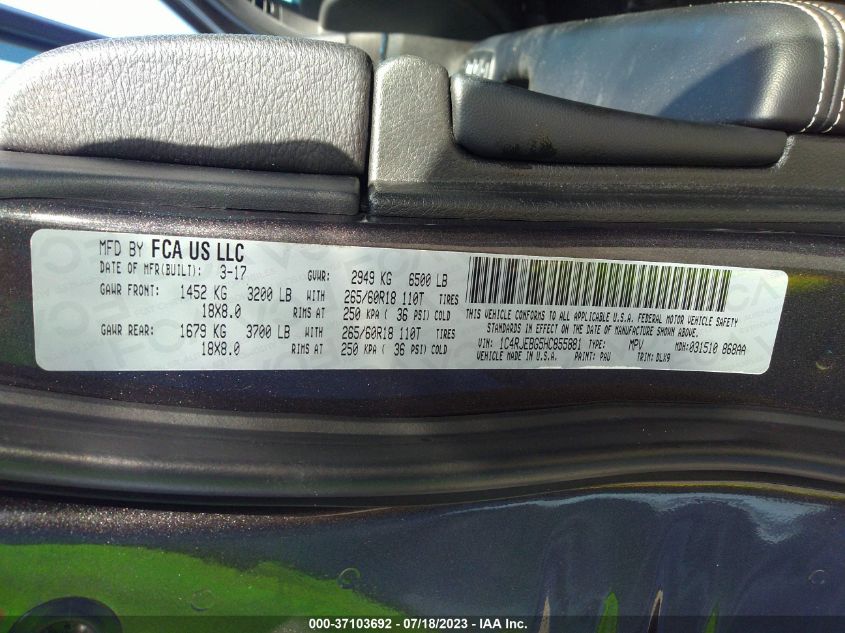 MFD BY FCA US LLC
DATE OF MFR(BUILT): 3-17 GVWR: 2949 KG 6500 LB
GAWR FRONT: 1452 KG 3200 LB WITH 265/60R18 110T TIRES
18X8.0 RIMS AT 250 KPA ( 36 PSI) COLD
GAWR REAR: 1679 KG 3700 LB WITH 265/60R18 110T TIRES
18X8.0 RIMS AT 250 KPA ( 36 PSI) COLD
THIS VEHICLE CONFORMS TO ALL APPLICABLE U.S.A. FEDERAL MOTOR VEHICLE SAFETY
STANDARDS IN EFFECT ON THE DATE OF MANUFACTURE SHOWN ABOVE.
VIN: 1C4RJEBG5HC855881 TYPE: MPV MDH:031510 868AA
VEHICLE MADE IN U.S.A. PAINT: PAU TRIM: BLX9
000-37103692 - 07/18/2023 - IAA Inc.